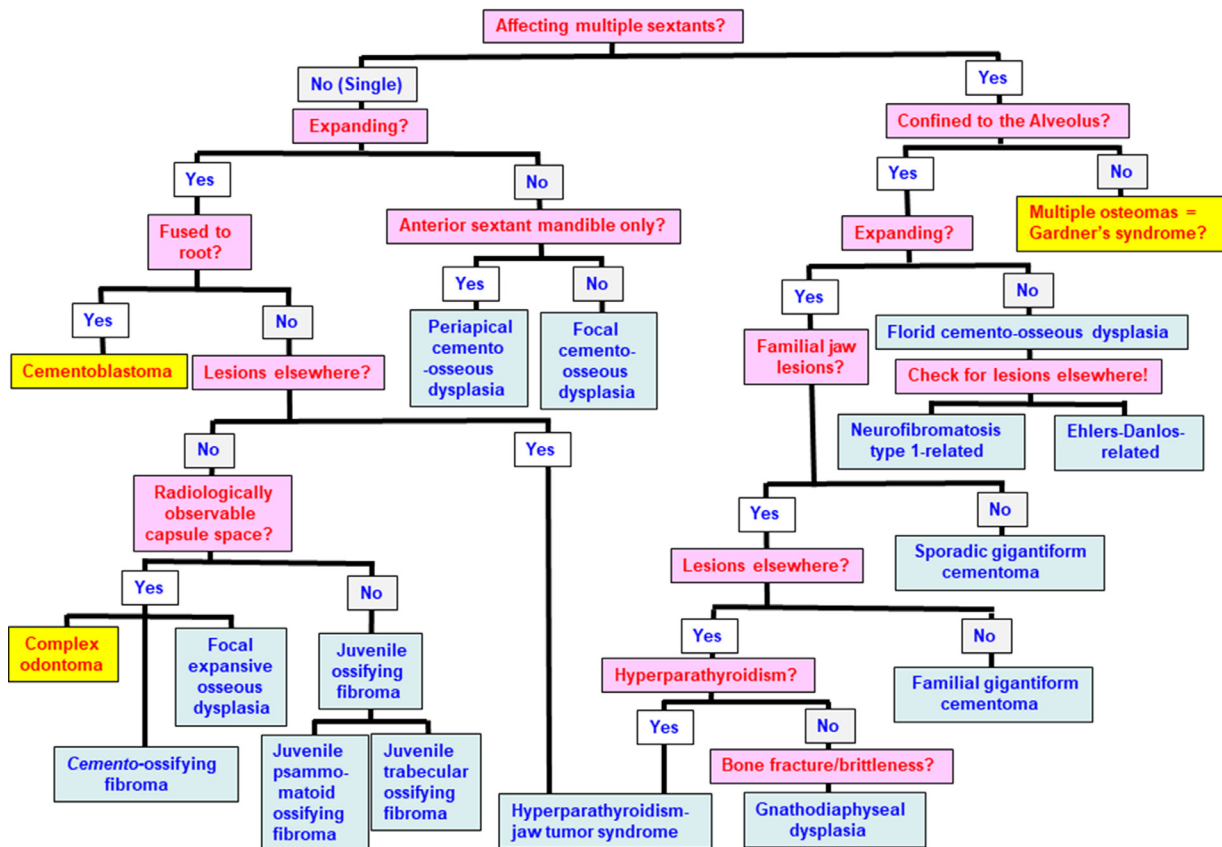 Affecting multiple sextants?
No (Single)
Yes
Expanding?
Confined to the Alveolus?
Yes
No
Yes
No
Fused to
root?
Anterior sextant mandible only?
Expanding?
Multiple osteomas =
Gardner's syndrome?
Yes
No
Yes
No
Yes
No
Cementoblastoma
Lesions elsewhere?
Periapical
cemento
-osseous
dysplasia
Focal
cemento-
osseous
dysplasia
Familial jaw
lesions?
Florid cemento-osseous dysplasia
Check for lesions elsewhere!
Neurofibromatosis
type 1-related
Ehlers-Danlos-
related
No
Yes
Radiologically
observable
capsule space?
Yes
No
Lesions elsewhere?
Sporadic gigantiform
cementoma
Yes
No
Complex
odontoma
Focal
expansive
osseous
dysplasia
Juvenile
ossifying
fibroma
Yes
No
Hyperparathyroidism?
Familial gigantiform
cementoma
Yes
No
Cemento-ossifying
fibroma
Juvenile
psammo-
matoid
ossifying
fibroma
Juvenile
trabecular
ossifying
fibroma
Bone fracture/brittleness?
Hyperparathyroidism-
jaw tumor syndrome
Gnathodiaphyseal
dysplasia